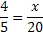 4/5 = x/20